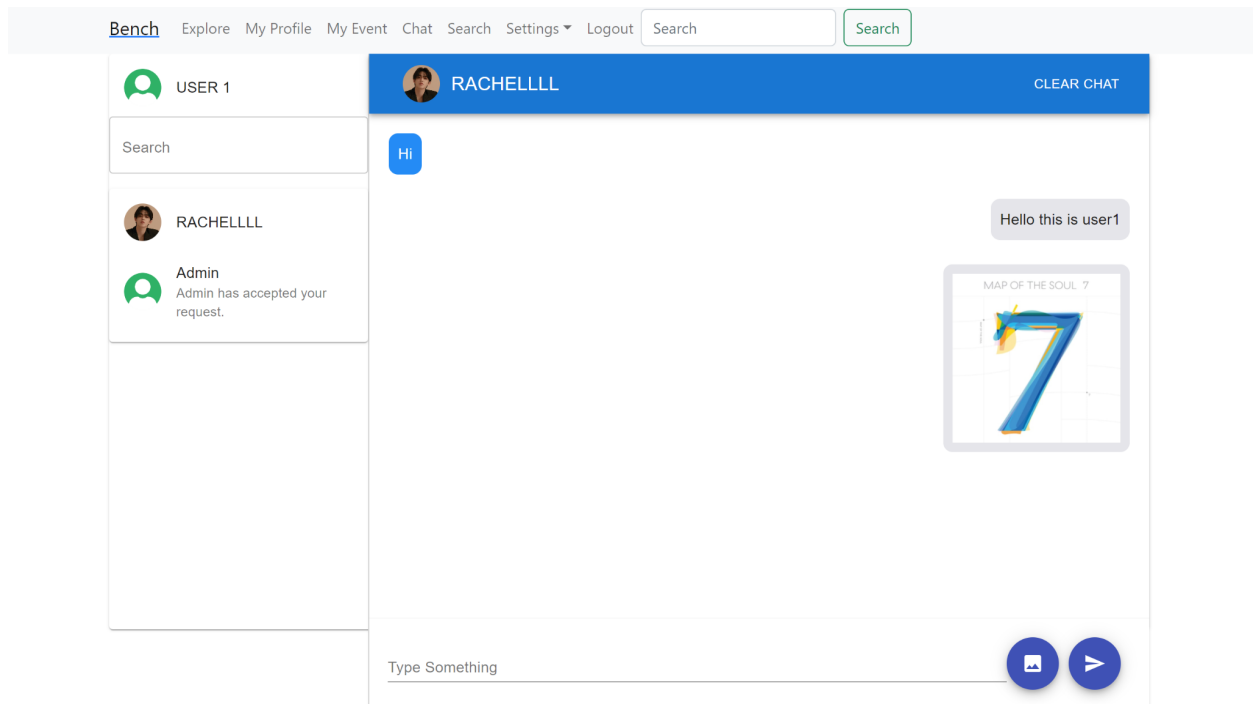 Bench Explore My Profile My Event Chat Search Settings Logout Search Search
USER 1
Search
RACHELLLL
Admin
Admin has accepted your
request.
RACHELLLL CLEAR CHAT
Hi
Hello this is user1
MAP OF THE SOUL 7
7
Type Something